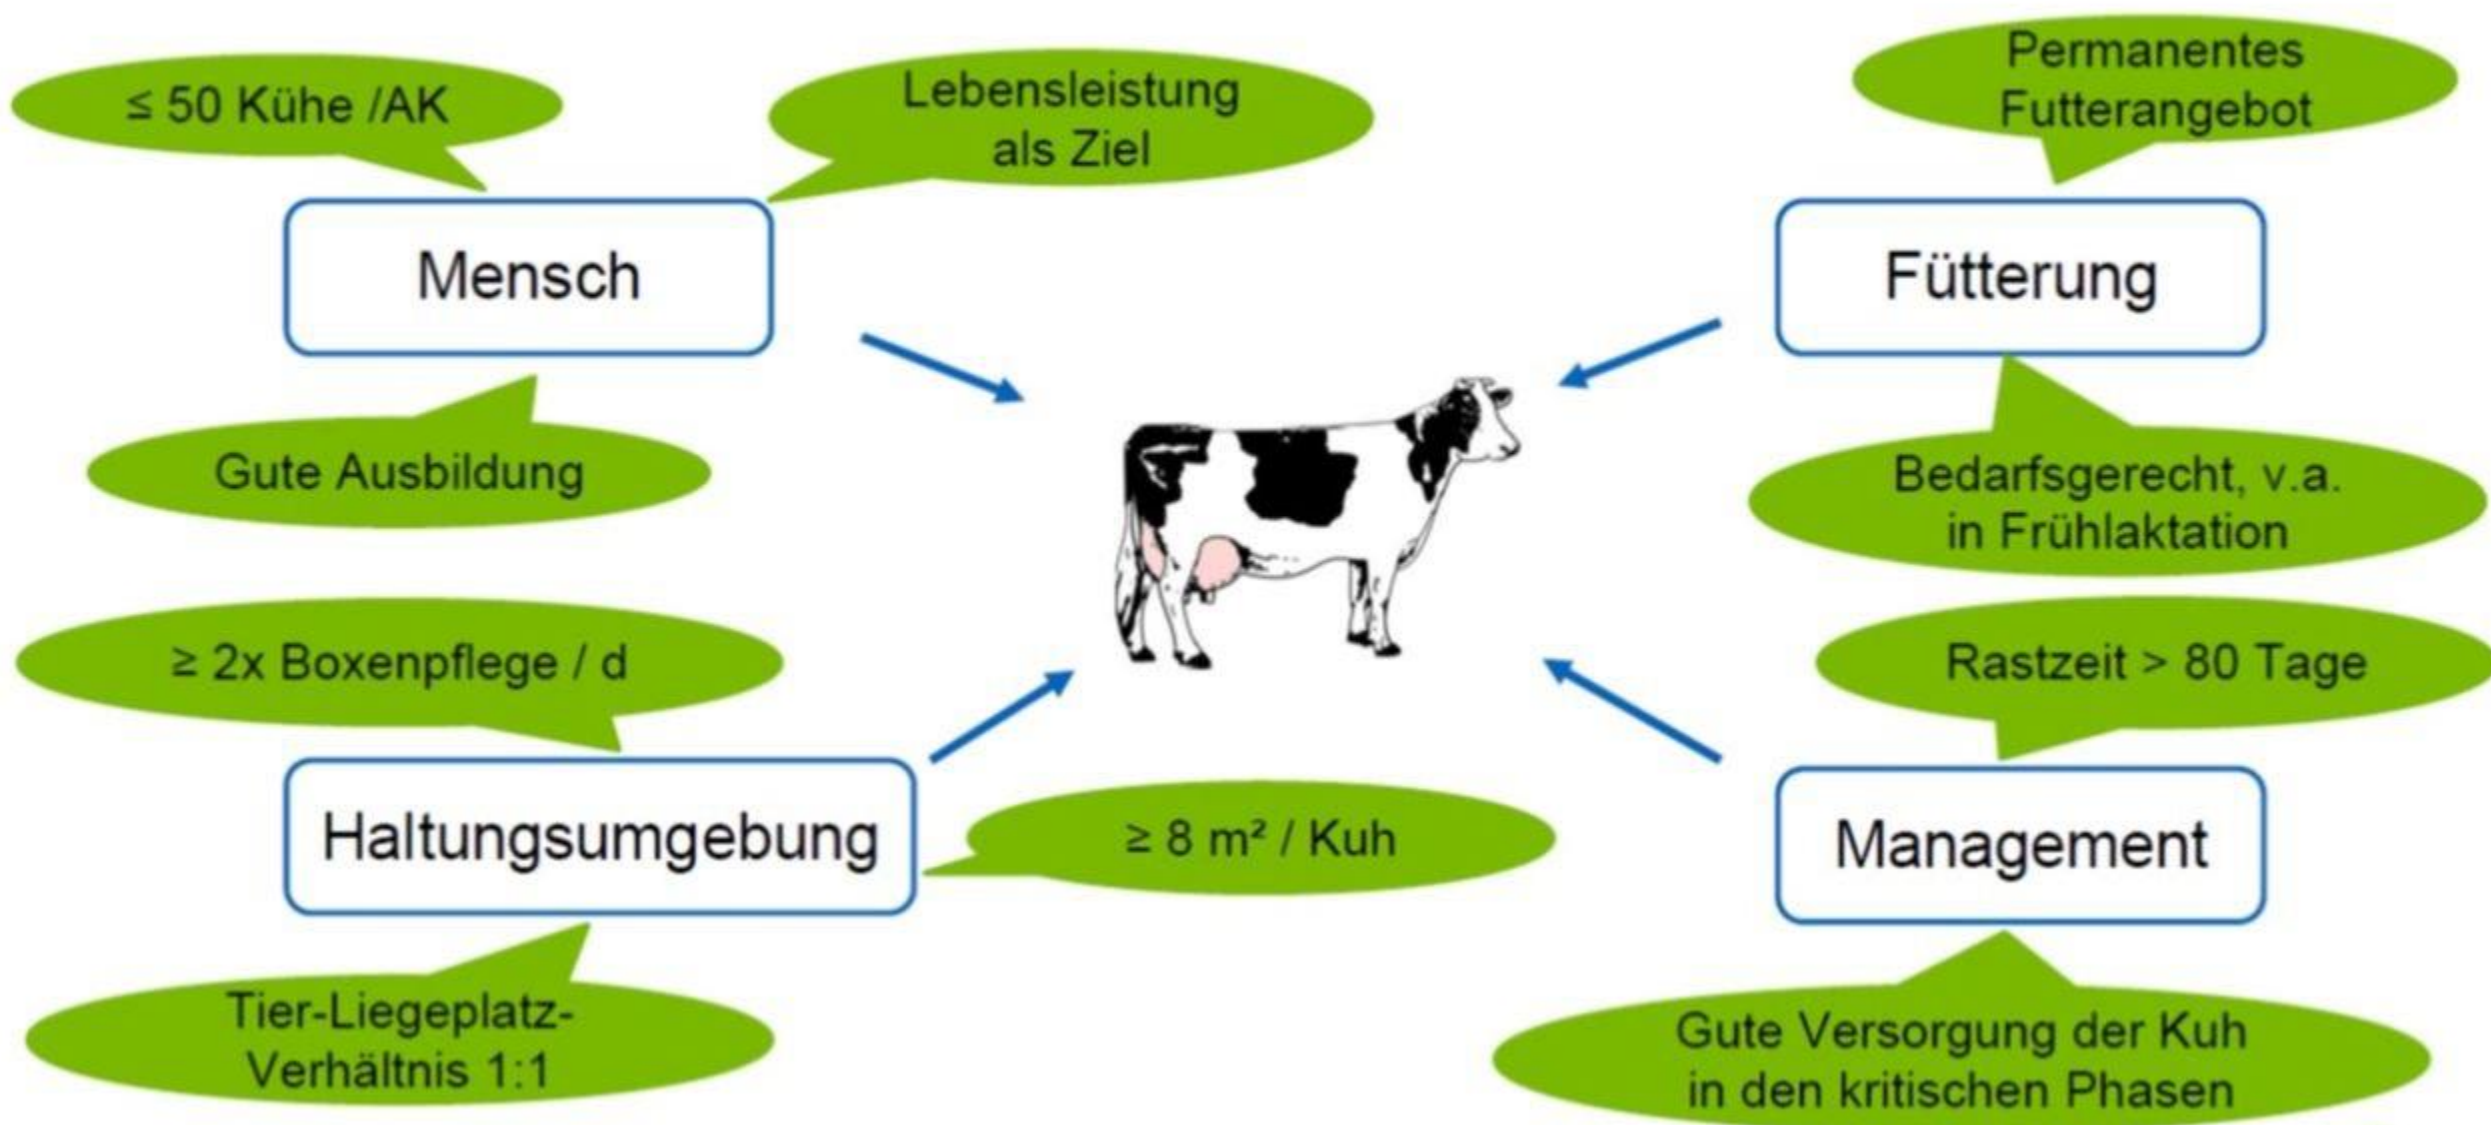 ≤ 50 Kühe /AK
Lebensleistung
als Ziel
Permanentes
Futterangebot
Mensch
Fütterung
Gute Ausbildung
Bedarfsgerecht, v.a.
in Frühlaktation
≥ 2x Boxenpflege / d
Rastzeit > 80 Tage
Haltungsumgebung
≥ 8 m² / Kuh
Management
Tier-Liegeplatz-
Verhältnis 1:1
Gute Versorgung der Kuh
in den kritischen Phasen